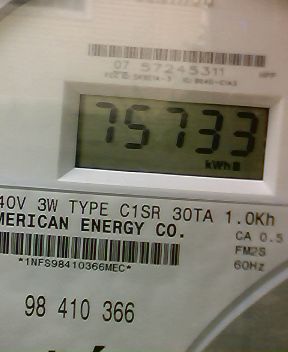 07 57245311
75733
kWh
40V 3W TYPE C1SR 30TA 1.0Kh
MERICAN ENERGY CO.
CA 0.5
FM2S
60Hz
*1NFS98410366MEC*
98 410 366